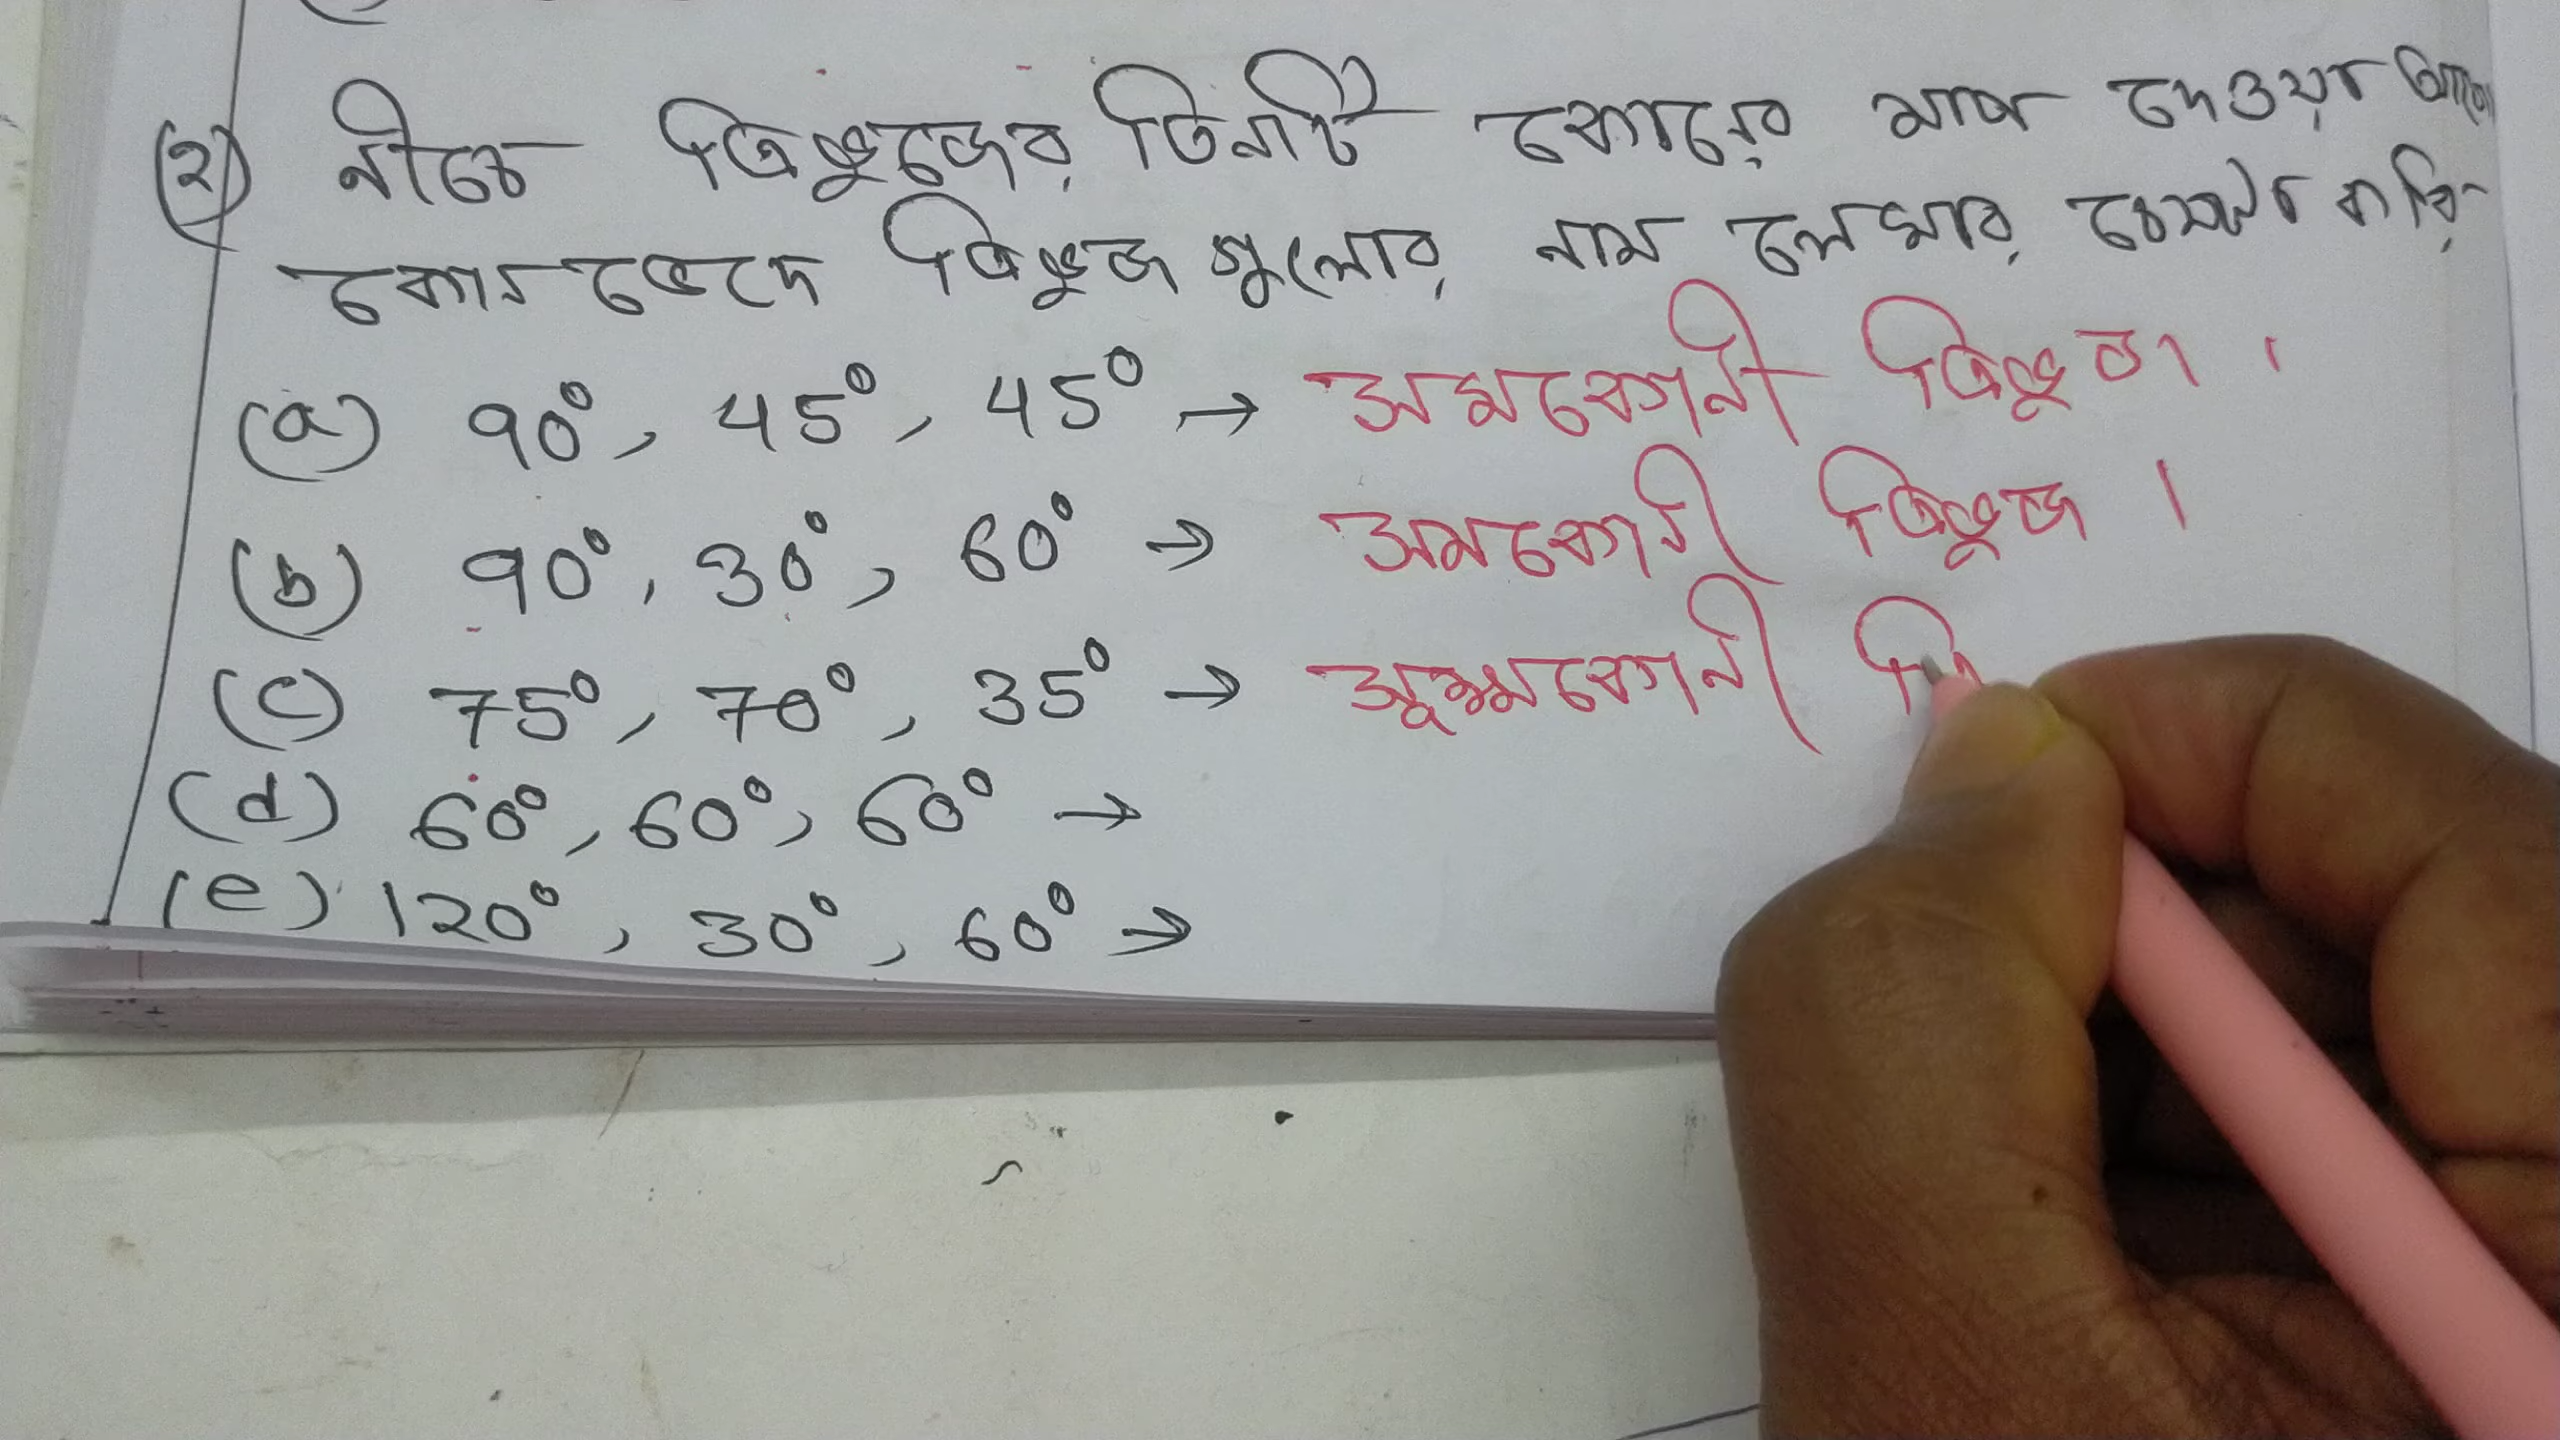 (২) নীচে ত্রিভুজের তিনটি কোনের মাপ দেওয়া আছে
কোনভেদে ত্রিভুজ গুলোর নাম লেখার চেষ্টা করি-
(a) 90°, 45°, 45° → সমকোনী ত্রিভুজ ।
(b) 90°, 30°, 60° → সমকোনী ত্রিভুজ ।
(c) 75°, 70°, 35° → সূক্ষ্মকোনী ত্রি
(d) 60°, 60°, 60° →
(e) 120°, 30°, 60° →